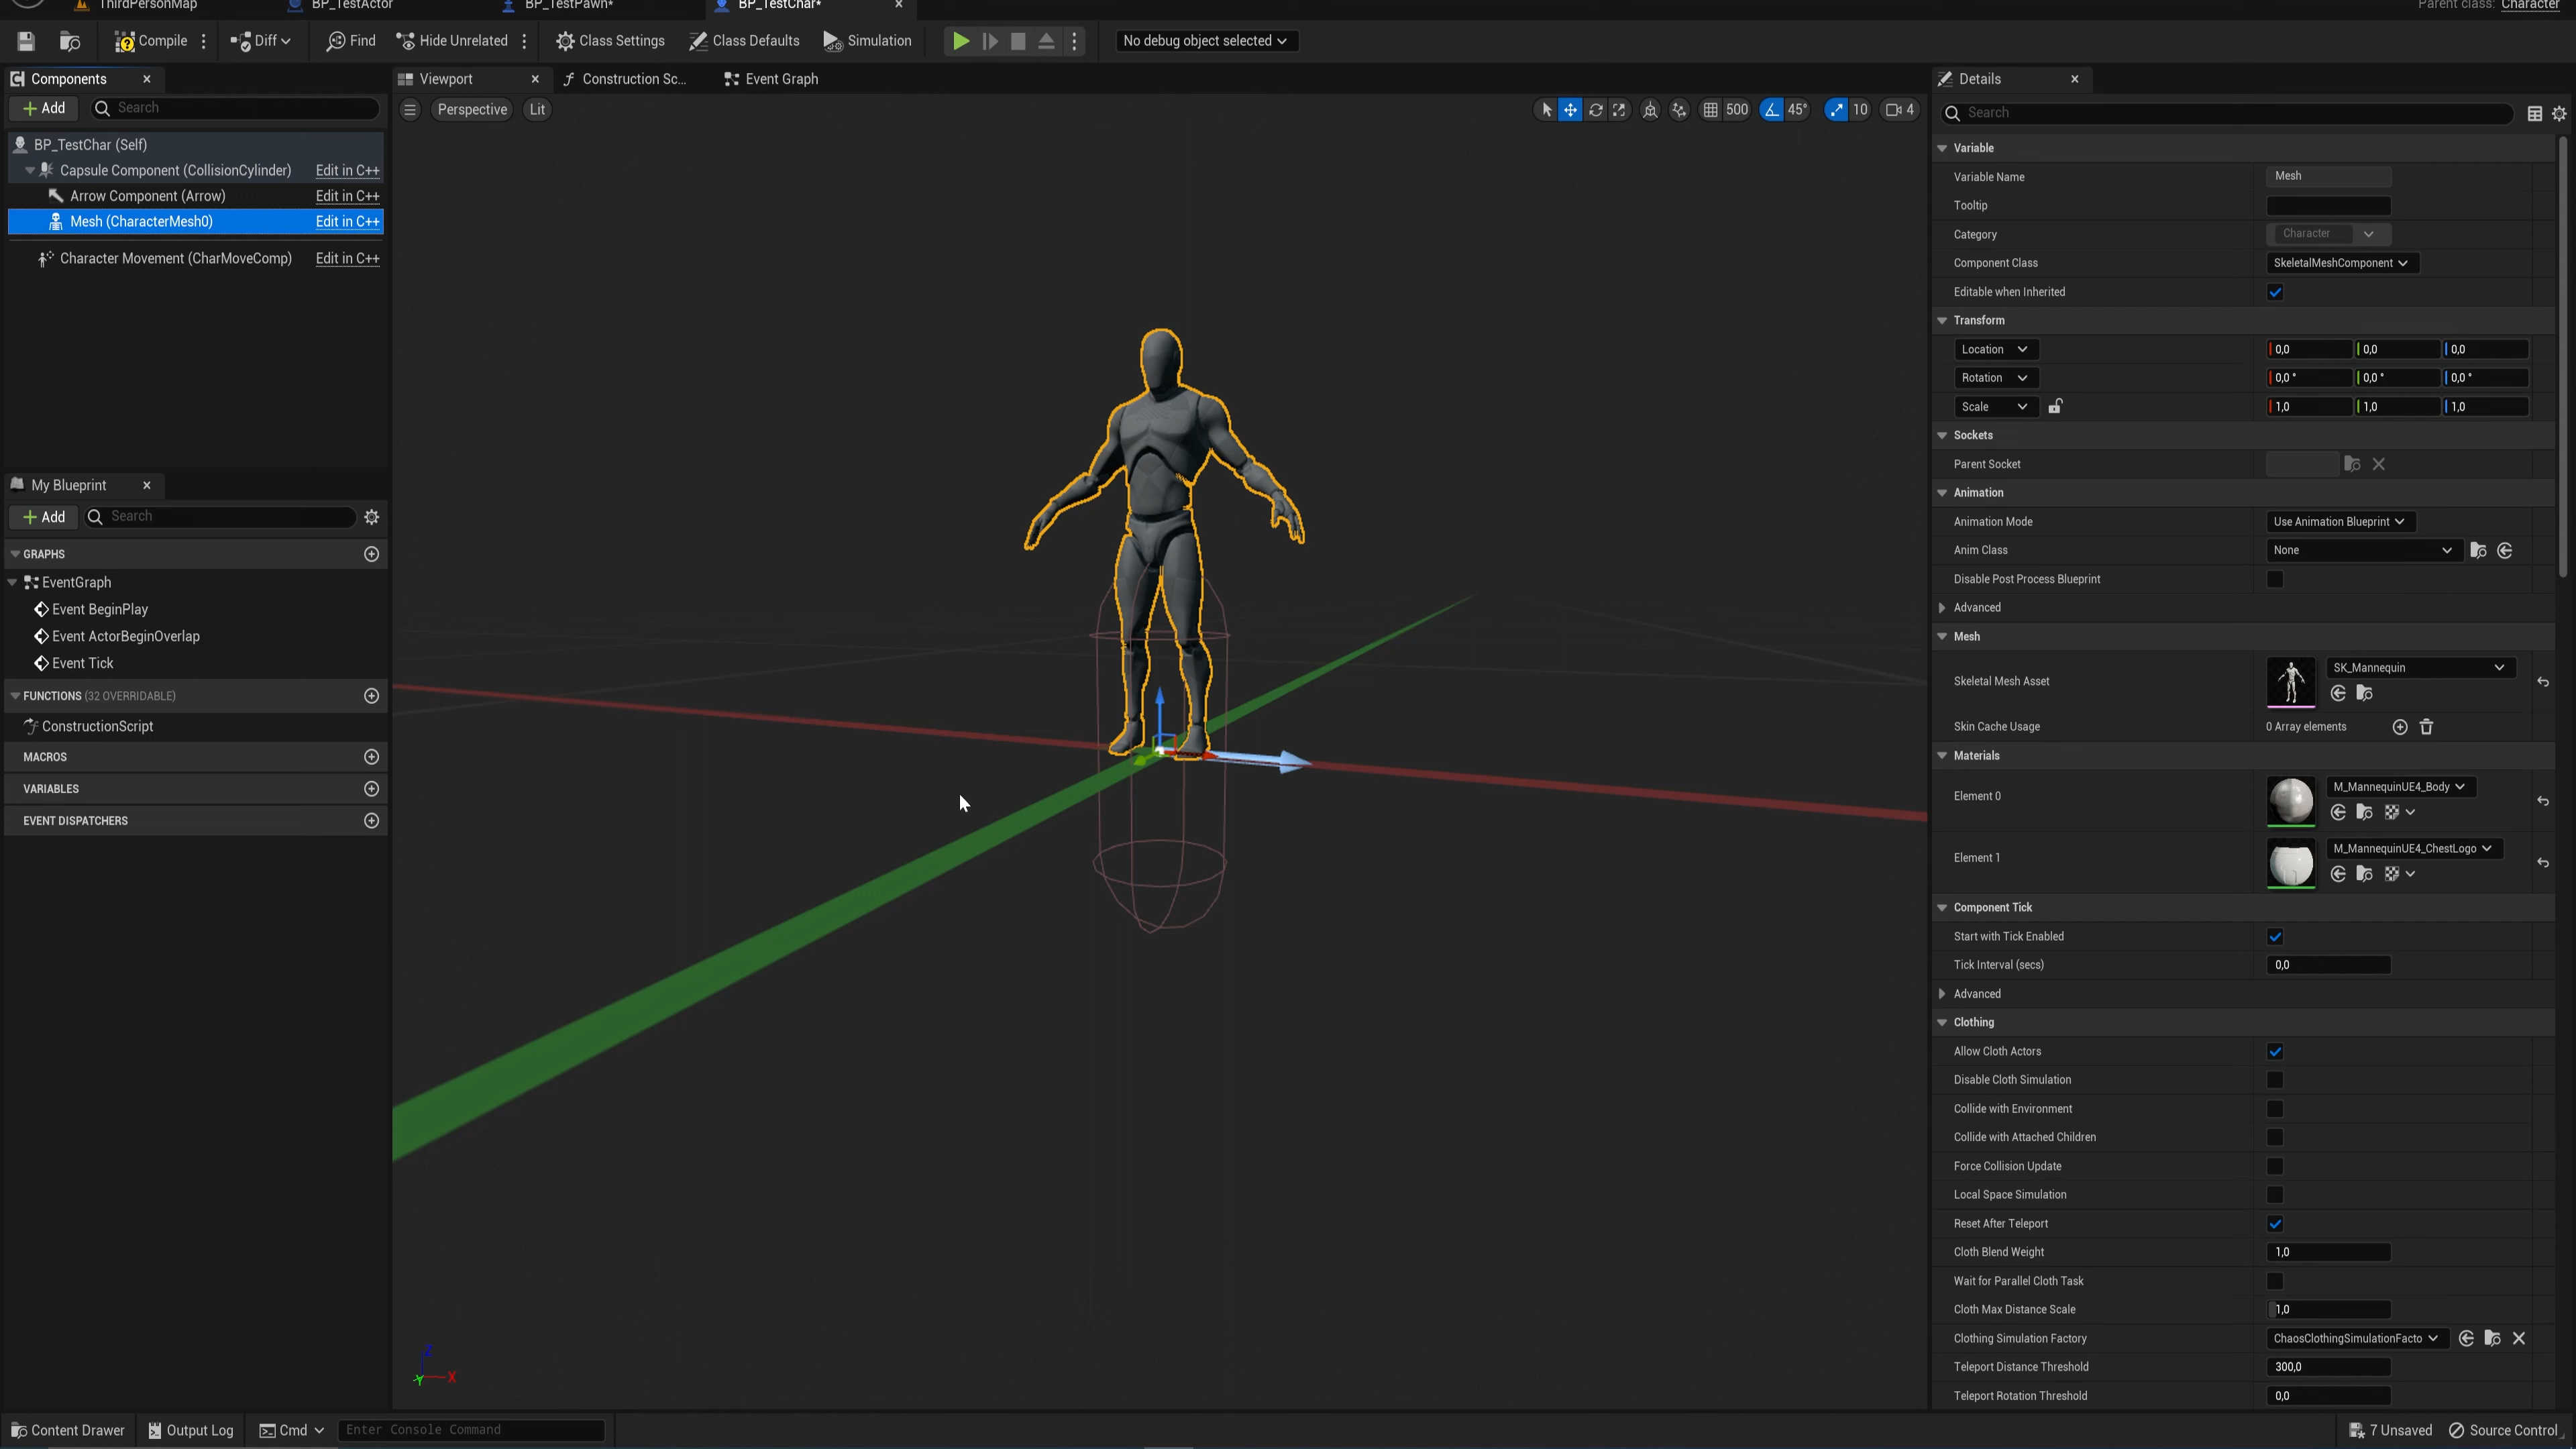 ThirdPersonMap
BP_TestActor
BP_TestPawn*
BP_TestChar*
Parent class: Character
Compile
Diff
Find
Hide Unrelated
Class Settings
Class Defaults
Simulation
No debug object selected
Components
Viewport
Construction Sc...
Event Graph
Details
+ Add
Search
Perspective
Lit
500
45°
10
4
Search
BP_TestChar (Self)
Capsule Component (CollisionCylinder) Edit in C++
Arrow Component (Arrow) Edit in C++
Mesh (CharacterMesh0) Edit in C++
Character Movement (CharMoveComp) Edit in C++
My Blueprint
+ Add
Search
GRAPHS
EventGraph
Event BeginPlay
Event ActorBeginOverlap
Event Tick
FUNCTIONS (32 OVERRIDABLE)
ConstructionScript
MACROS
VARIABLES
EVENT DISPATCHERS
Z
Y
X
Variable
Variable Name Mesh
Tooltip
Category Character
Component Class SkeletalMeshComponent
Editable when Inherited
Transform
Location 0,0 0,0 0,0
Rotation 0,0 ° 0,0 ° 0,0 °
Scale 1,0 1,0 1,0
Sockets
Parent Socket
Animation
Animation Mode Use Animation Blueprint
Anim Class None
Disable Post Process Blueprint
Advanced
Mesh
Skeletal Mesh Asset SK_Mannequin
Skin Cache Usage 0 Array elements
Materials
Element 0 M_MannequinUE4_Body
Element 1 M_MannequinUE4_ChestLogo
Component Tick
Start with Tick Enabled
Tick Interval (secs) 0,0
Advanced
Clothing
Allow Cloth Actors
Disable Cloth Simulation
Collide with Environment
Collide with Attached Children
Force Collision Update
Local Space Simulation
Reset After Teleport
Cloth Blend Weight 1,0
Wait for Parallel Cloth Task
Cloth Max Distance Scale 1,0
Clothing Simulation Factory ChaosClothingSimulationFacto
Teleport Distance Threshold 300,0
Teleport Rotation Threshold 0,0
Content Drawer
Output Log
Cmd
Enter Console Command
7 Unsaved
Source Control